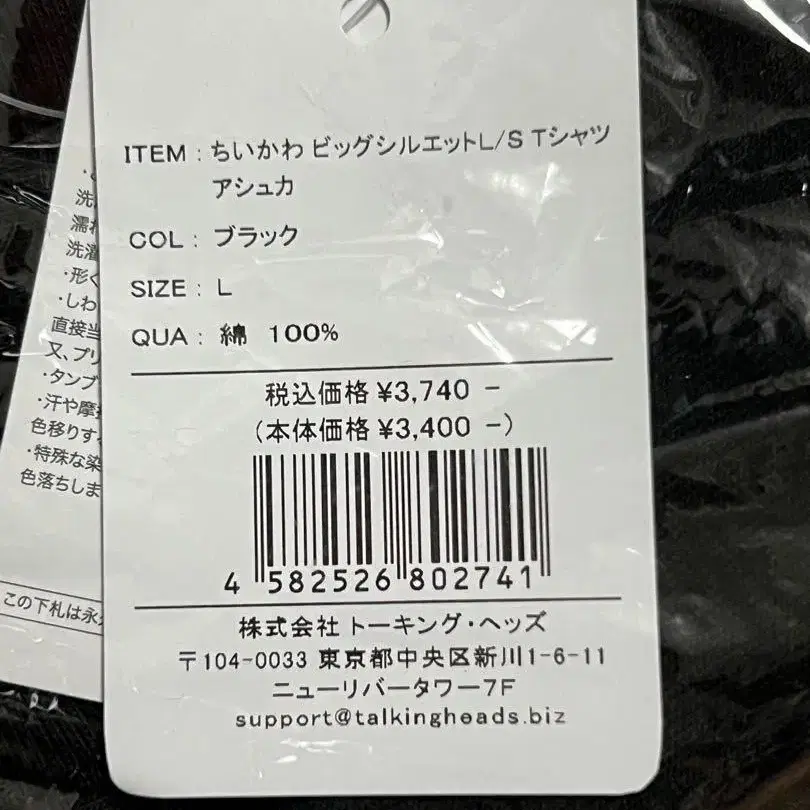 ITEM : ちいかわ ビッグシルエットL/S Tシャツ
アシュカ
COL : ブラック
SIZE : L
QUA : 綿 100%
税込価格 ¥3,740 -
(本体価格 ¥3,400 -)
4 582526 802741
株式会社 トーキング・ヘッズ
〒104-0033 東京都中央区新川1-6-11
ニューリバータワー7F
support@talkingheads.biz
洗
濡れ
洗濯
・形く
・しわ
直接当
又、プリ
・タンブ
・汗や摩擦
色移りす
・特殊な染
色落ちしま
この下札は永久